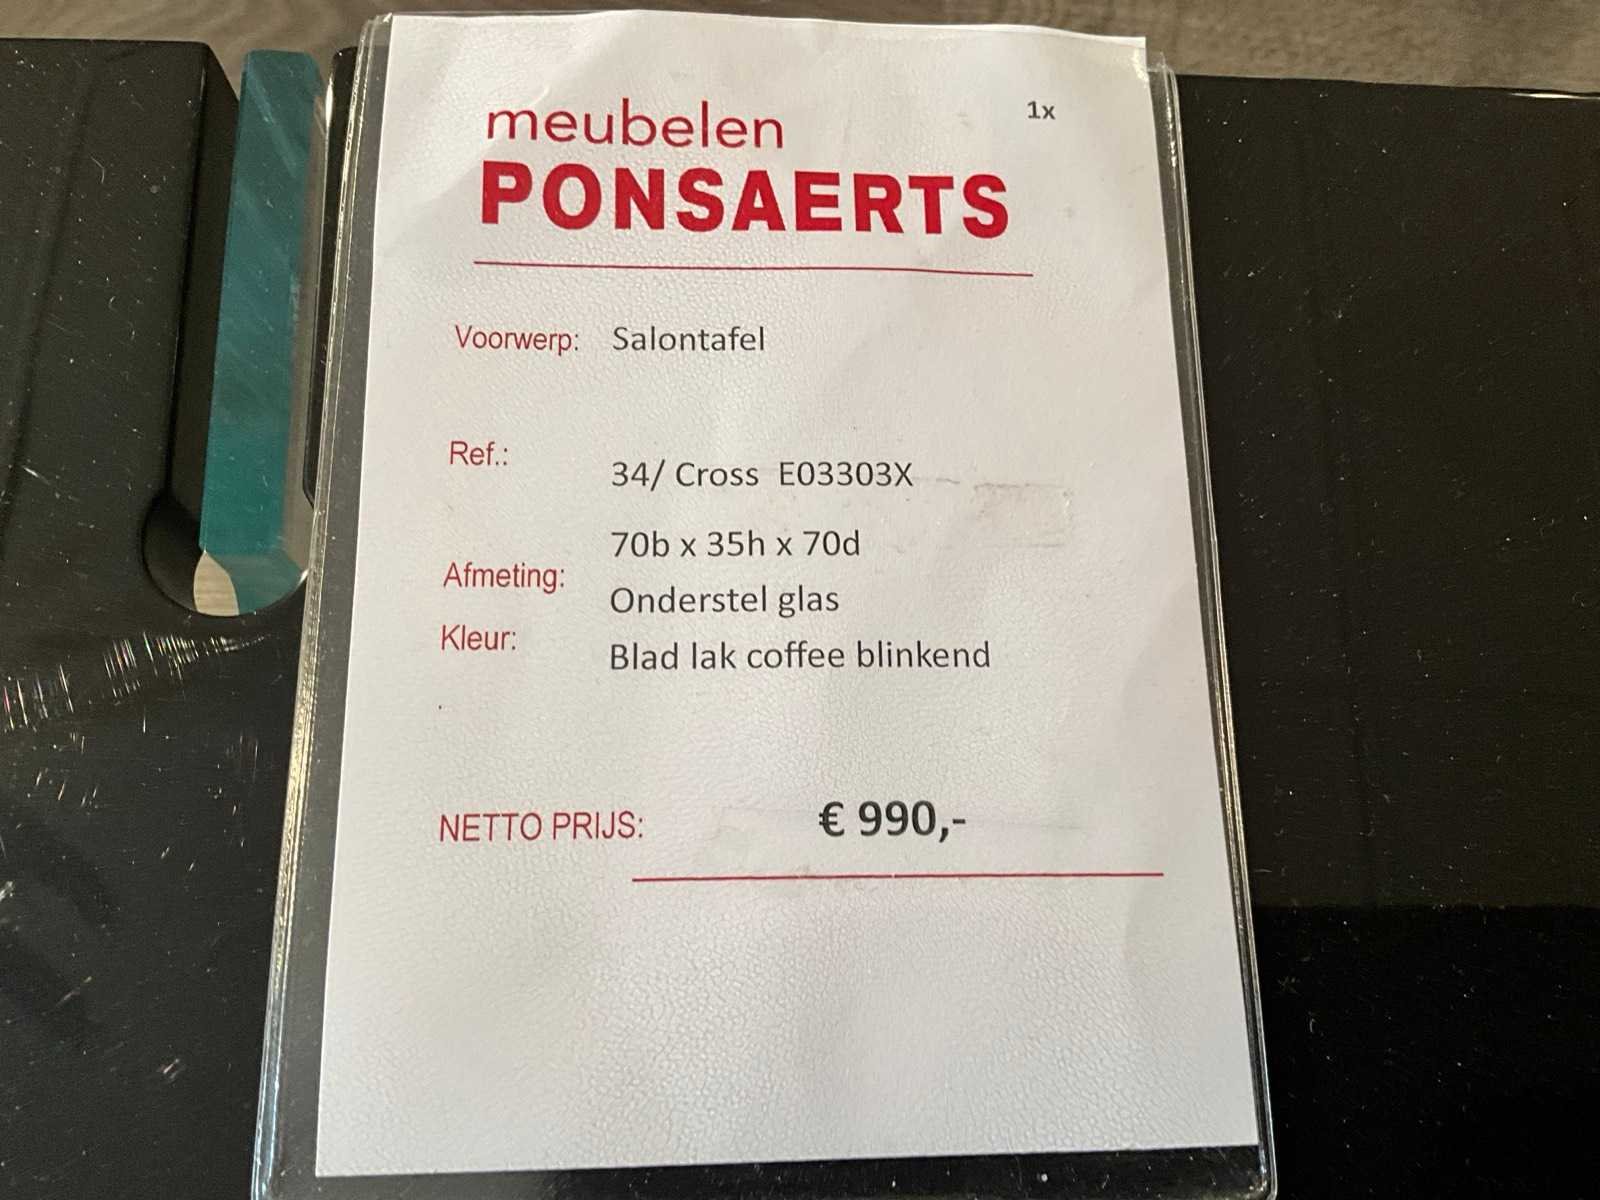 meubelen
1x
PONSAERTS
Voorwerp: Salontafel
Ref.: 34/ Cross E03303X
70b x 35h x 70d
Afmeting:
Onderstel glas
Kleur:
Blad lak coffee blinkend
NETTO PRIJS: € 990,-